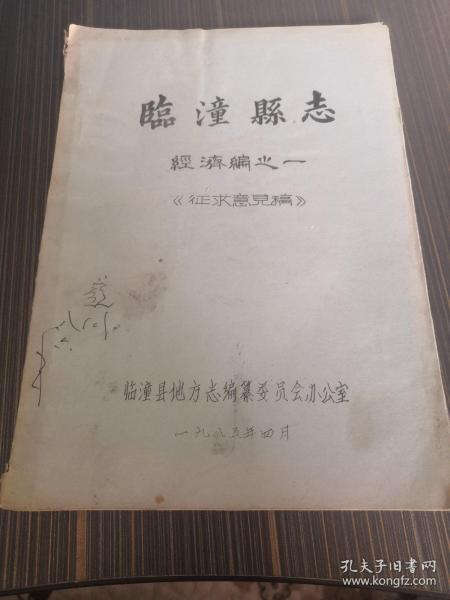 臨潼縣志
經濟編之一
《征求意見稿》
临潼县地方志编纂委员会办公室
一九八五年四月
孔夫子旧书网
www.kongfz.com